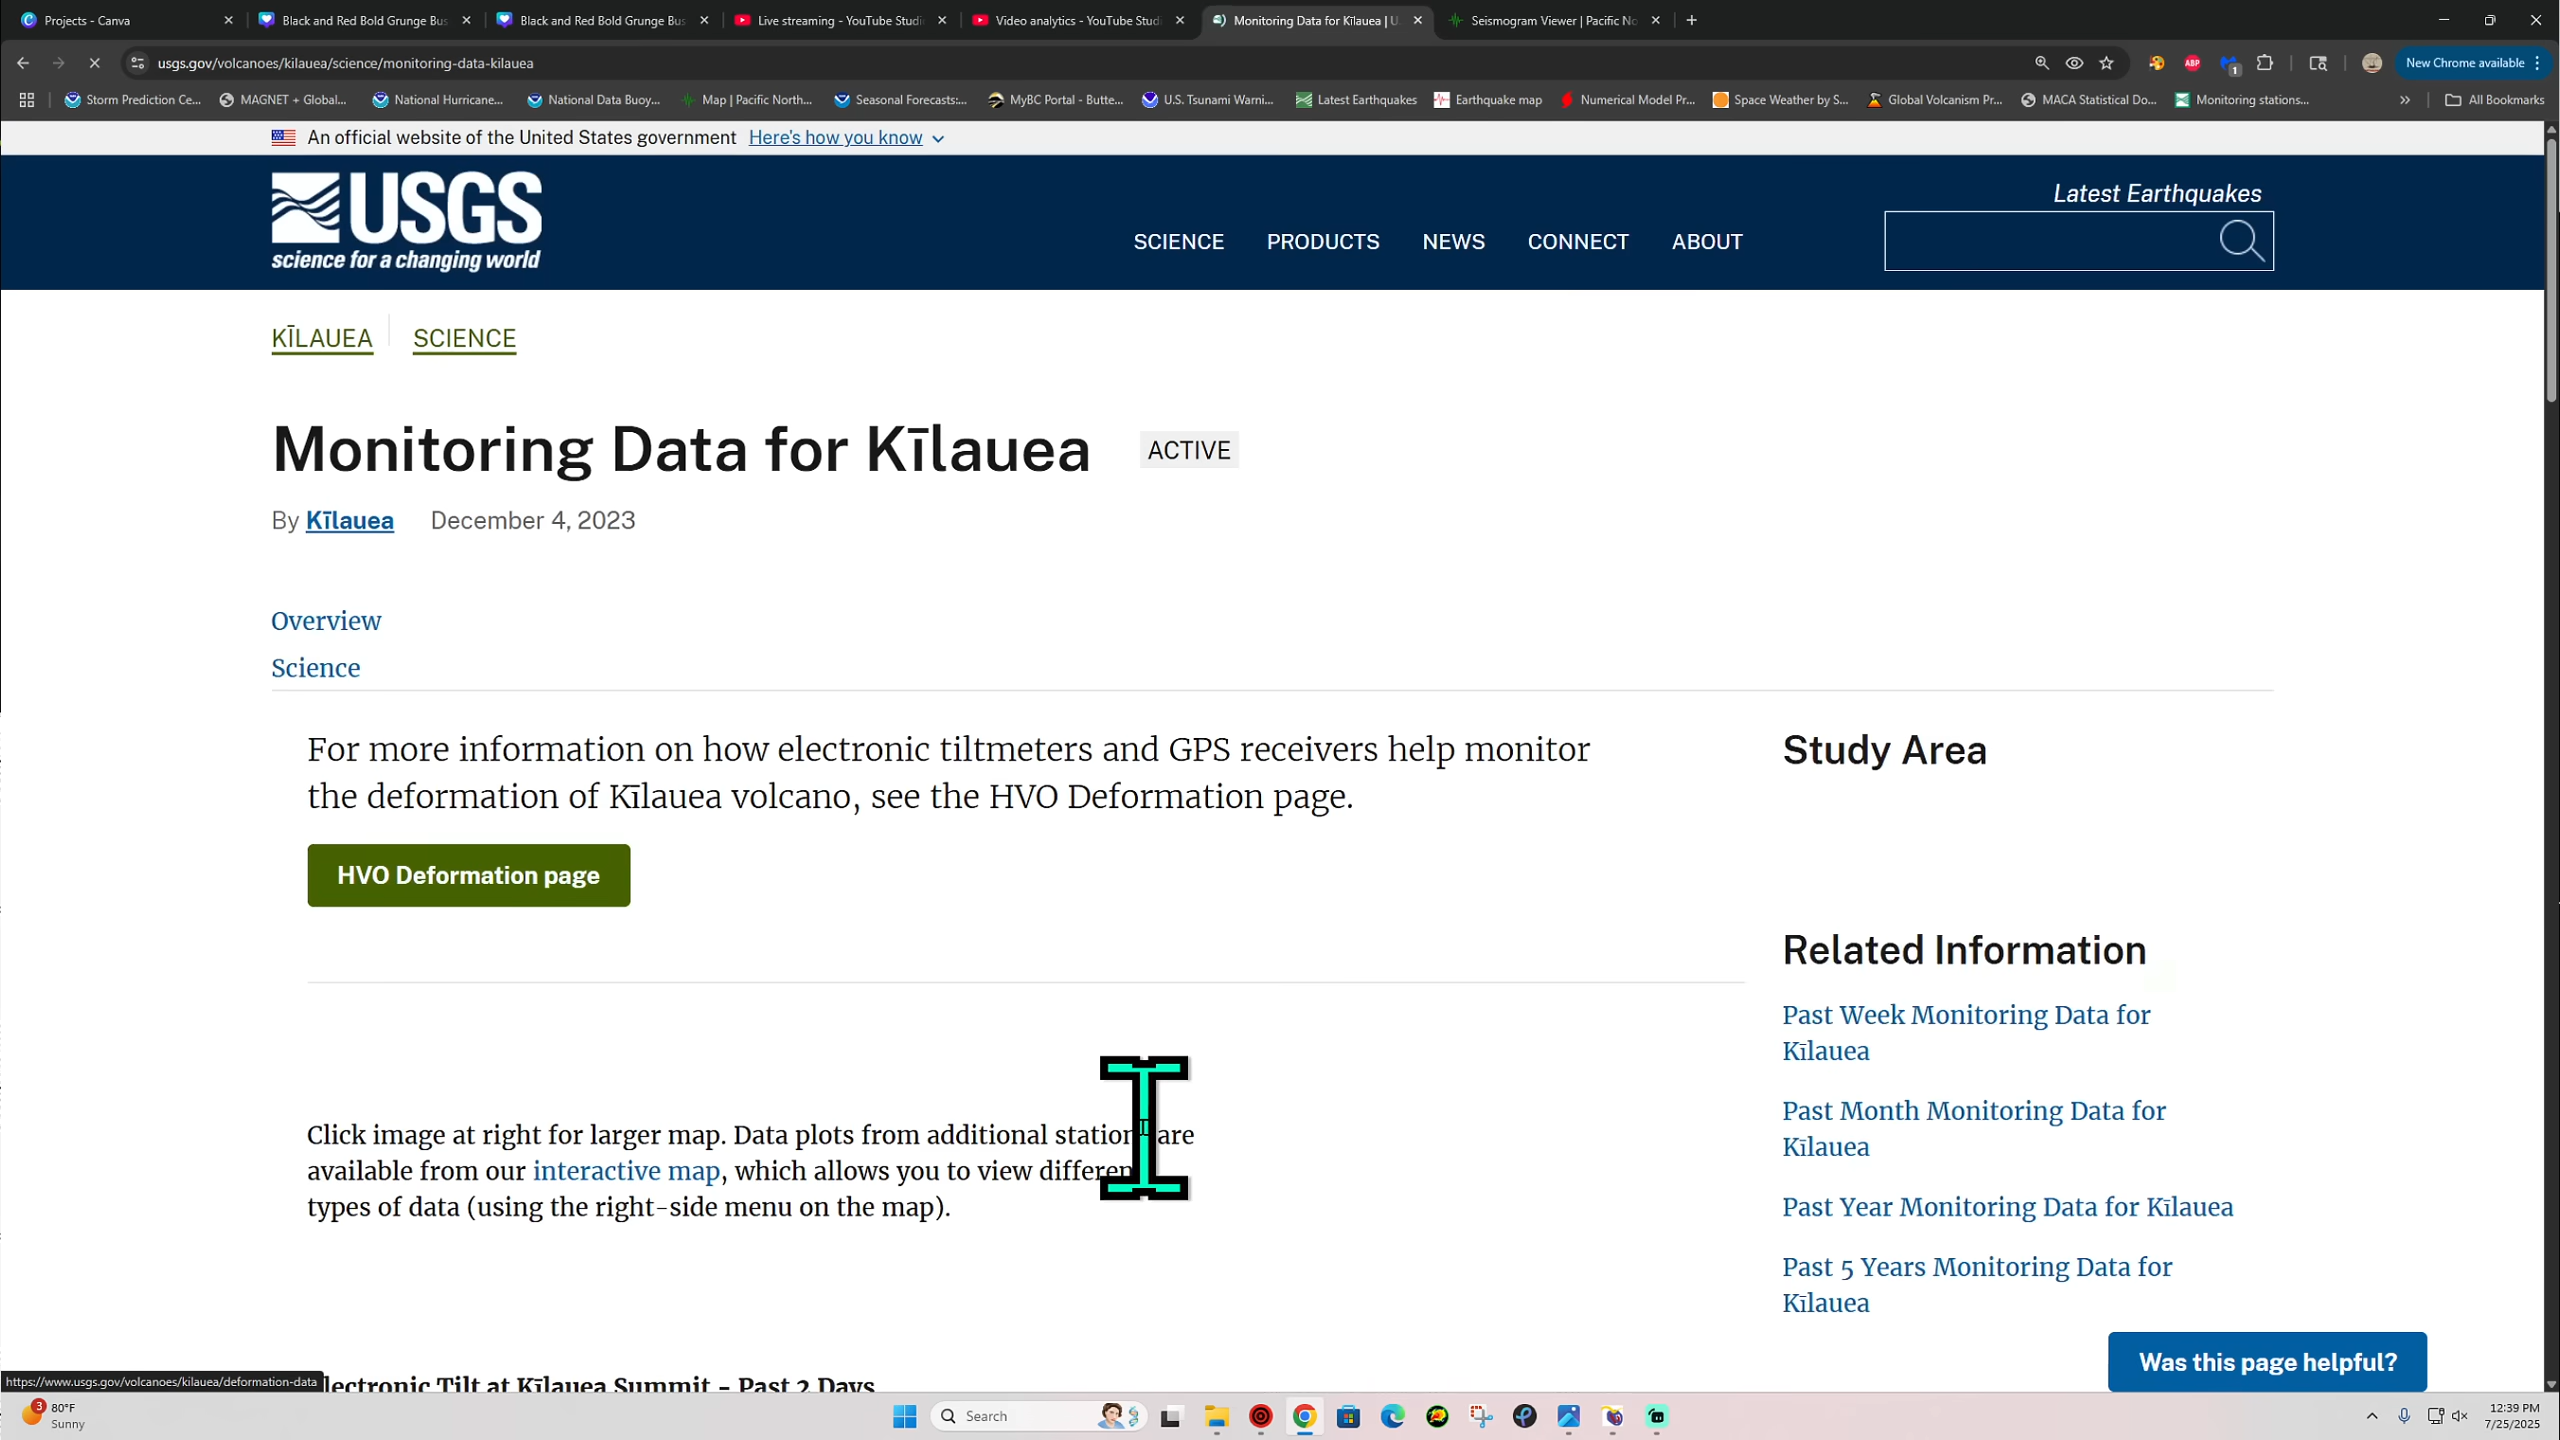 Projects - Canva
Black and Red Bold Grunge Bus
Black and Red Bold Grunge Bus
Live streaming - YouTube Studi
Video analytics - YouTube Studi
Monitoring Data for Kīlauea | U
Seismogram Viewer | Pacific No
usgs.gov/volcanoes/kilauea/science/monitoring-data-kilauea
ABP
1
New Chrome available
Storm Prediction Ce...
MAGNET + Global...
National Hurricane...
National Data Buoy...
Map | Pacific North...
Seasonal Forecasts:...
MyBC Portal - Butte...
U.S. Tsunami Warni...
Latest Earthquakes
Earthquake map
Numerical Model Pr...
Space Weather by S...
Global Volcanism Pr...
MACA Statistical Do...
Monitoring stations...
All Bookmarks
An official website of the United States government Here's how you know
USGS
science for a changing world
SCIENCE
PRODUCTS
NEWS
CONNECT
ABOUT
Latest Earthquakes
KĪLAUEA
SCIENCE
Monitoring Data for Kīlauea
ACTIVE
By Kīlauea December 4, 2023
Overview
Science
For more information on how electronic tiltmeters and GPS receivers help monitor
the deformation of Kīlauea volcano, see the HVO Deformation page.
HVO Deformation page
Click image at right for larger map. Data plots from additional station are
available from our interactive map, which allows you to view differen
types of data (using the right-side menu on the map).
lectronic Tilt at Kīlauea Summit - Past 2 Days
Study Area
Related Information
Past Week Monitoring Data for
Kīlauea
Past Month Monitoring Data for
Kīlauea
Past Year Monitoring Data for Kīlauea
Past 5 Years Monitoring Data for
Kīlauea
Was this page helpful?
https://www.usgs.gov/volcanoes/kilauea/deformation-data
3
80°F
Sunny
Search
12:39 PM
7/25/2025